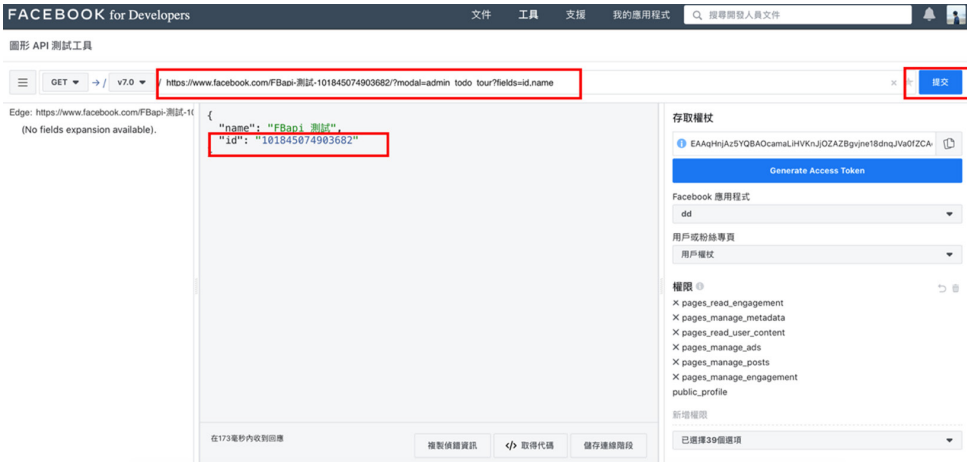 FACEBOOK for Developers 文件 工具 支援 我的應用程式 搜尋開發人員文件
圖形 API 測試工具
GET → / v7.0 / https://www.facebook.com/FBapi-測試-101845074903682/?modal=admin_todo_tour?fields=id,name × 提交
Edge: https://www.facebook.com/FBapi-測試-10
(No fields expansion available).
{
"name": "FBapi 測試",
"id": "101845074903682"
在173毫秒內收到回應
複製偵錯資訊 </> 取得代碼 儲存連線階段
存取權杖
Generate Access Token
Facebook 應用程式
dd
用戶或粉絲專頁
用戶權杖
權限
× pages_read_engagement
× pages_manage_metadata
× pages_read_user_content
× pages_manage_ads
× pages_manage_posts
× pages_manage_engagement
public_profile
新增權限
已選擇39個選項